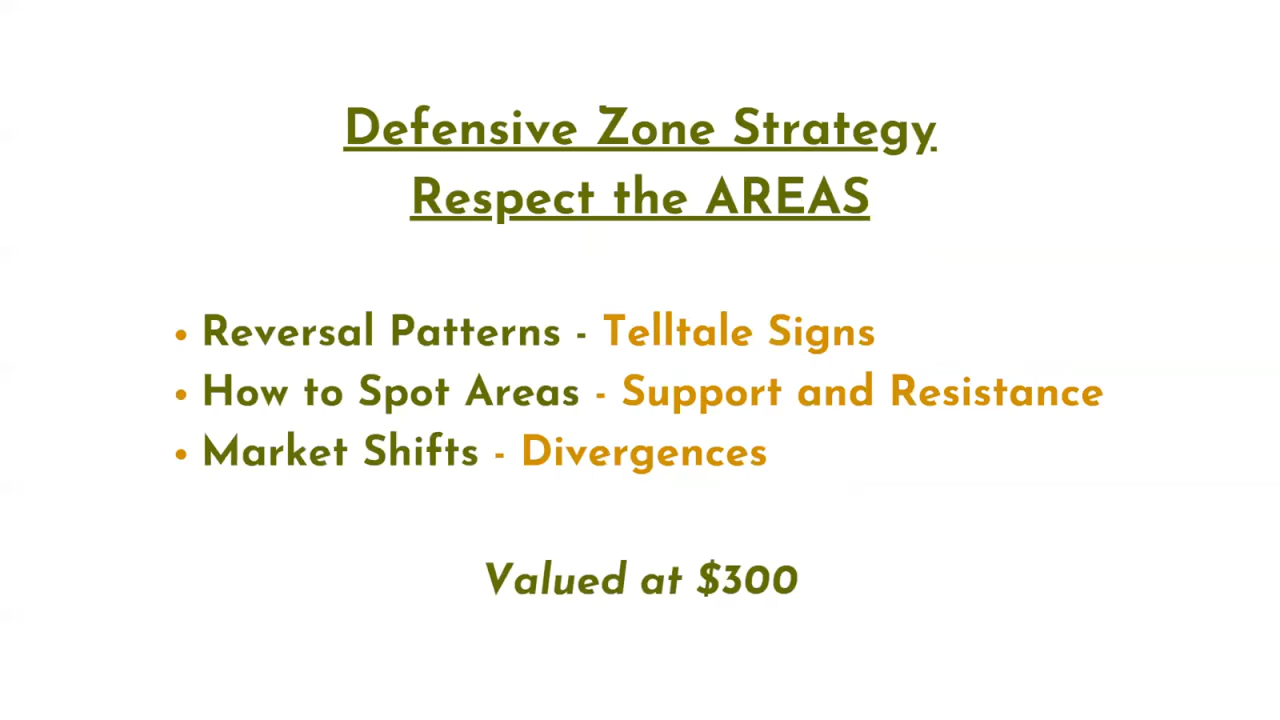 Defensive Zone Strategy
Respect the AREAS
• Reversal Patterns - Telltale Signs
• How to Spot Areas - Support and Resistance
• Market Shifts - Divergences
Valued at $300